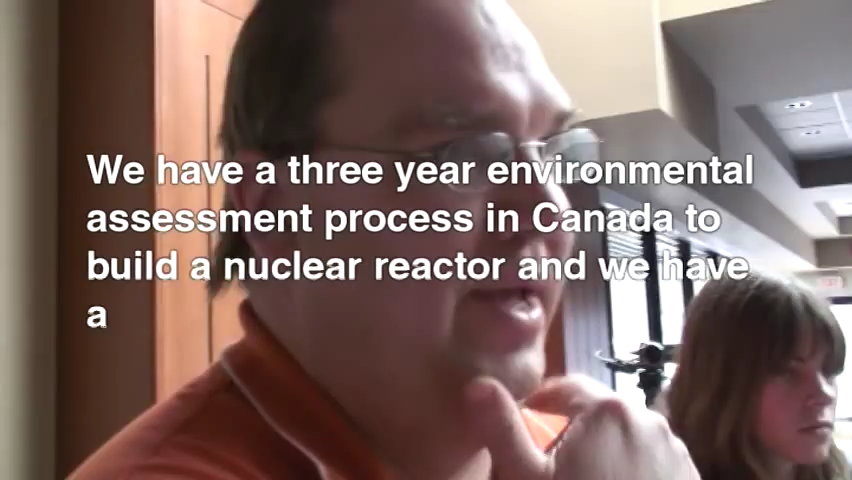 We have a three year environmental
assessment process in Canada to
build a nuclear reactor and we have
a